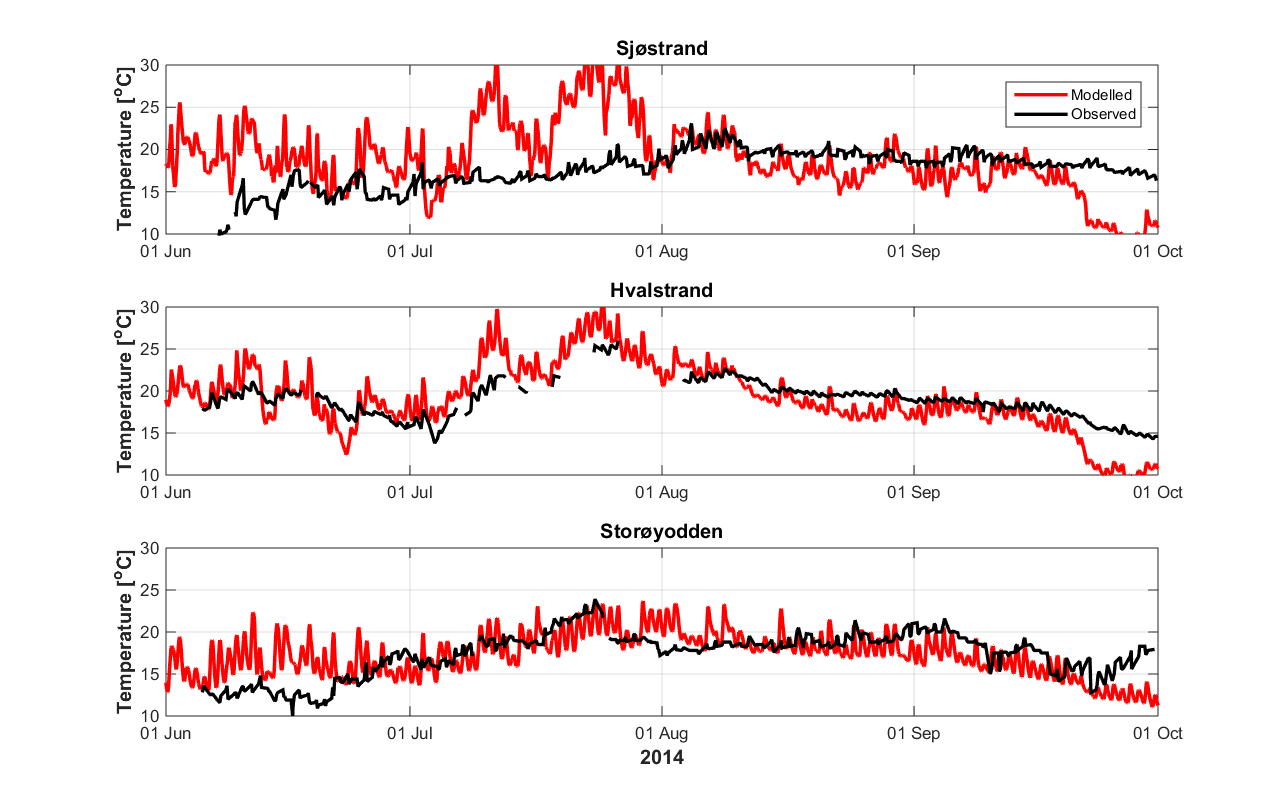 Sjøstrand
Temperature [°C]
30
25
20
15
10
Modelled
Observed
01 Jun
01 Jul
01 Aug
01 Sep
01 Oct
Hvalstrand
Temperature [°C]
30
25
20
15
10
01 Jun
01 Jul
01 Aug
01 Sep
01 Oct
Storøyodden
Temperature [°C]
30
25
20
15
10
01 Jun
01 Jul
01 Aug
01 Sep
01 Oct
2014